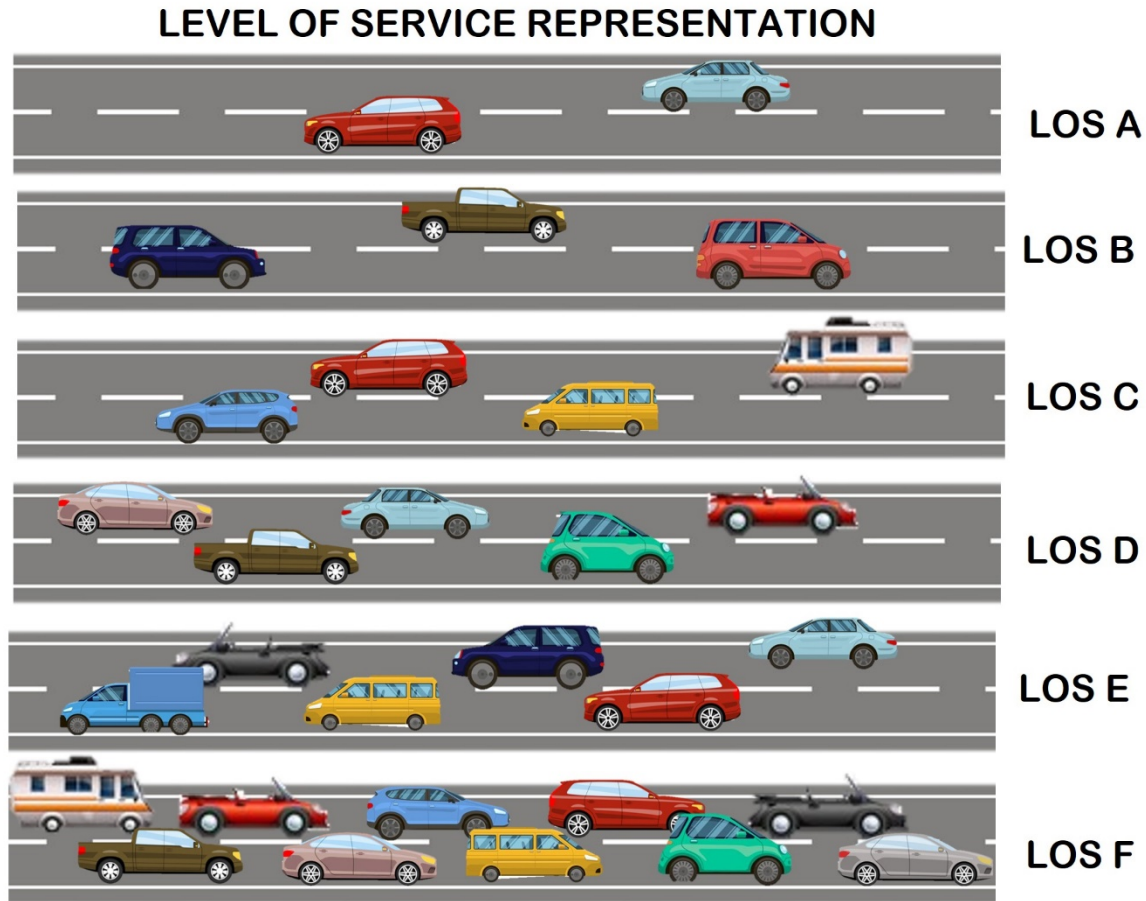 LEVEL OF SERVICE REPRESENTATION
LOS A
LOS B
LOS C
LOS D
LOS E
LOS F